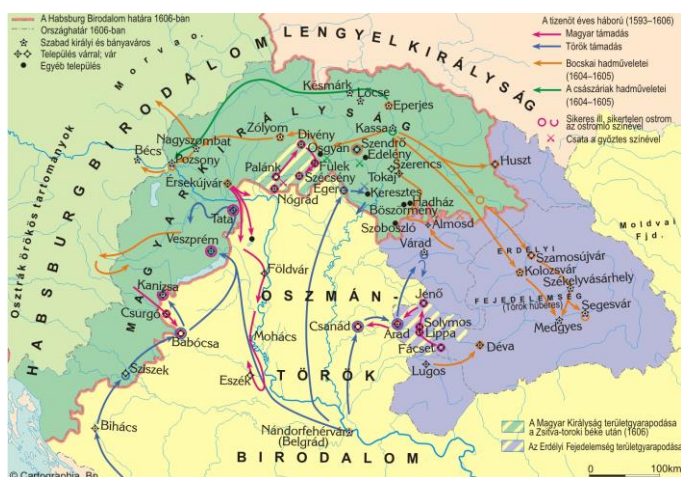 A Habsburg Birodalom határa 1606-ban
Országhatár 1606-ban
Szabad királyi és bányaváros
Település várral; vár
Egyéb település
A tizenöt éves háború (1593–1606)
Magyar támadás
Török támadás
Bocskai hadműveletei
(1604–1605)
A császáriak hadműveletei
(1604–1605)
Sikeres ill. sikertelen ostrom
az ostromló színével
Csata a győztes színével
LENGYEL KIRÁLYSÁG
HABSBURG BIRODALOM
Morvao.
Osztrák örökös tartományok
MAGYAR KIRÁLYSÁG
Késmárk
Lőcse
Eperjes
Kassa
Zólyom
Divény
Osgyán
Szendrő
Edelény
Szerencs
Nagyszombat
Bécs
Pozsony
Palánk
Fülek
Tokaj
Huszt
Érsekújvár
Szécsény
Eger
Keresztes
Nógrád
Hadház
Böszörmény
Tata
Szoboszló
Álmosd
Moldvai
Fjd.
Veszprém
Várad
ERDÉLYI
FEJEDELEMSÉG
(Török hűbéres)
Szamosújvár
Kolozsvár
Székelyvásárhely
Segesvár
Medgyes
Földvár
Kanizsa
OSZMÁN-
TÖRÖK
BIRODALOM
Jenő
Csurgó
Solymos
Csanád
Arad
Lippa
Babócsa
Mohács
Fácset
Déva
Sziszek
Lugos
Eszék
Bihács
Nándorfehérvár
(Belgrád)
A Magyar Királyság területgyarapodása
a Zsitva-toroki béke után (1606)
Az Erdélyi Fejedelemség területgyarapodása
© Cartographia, Bp.
100km